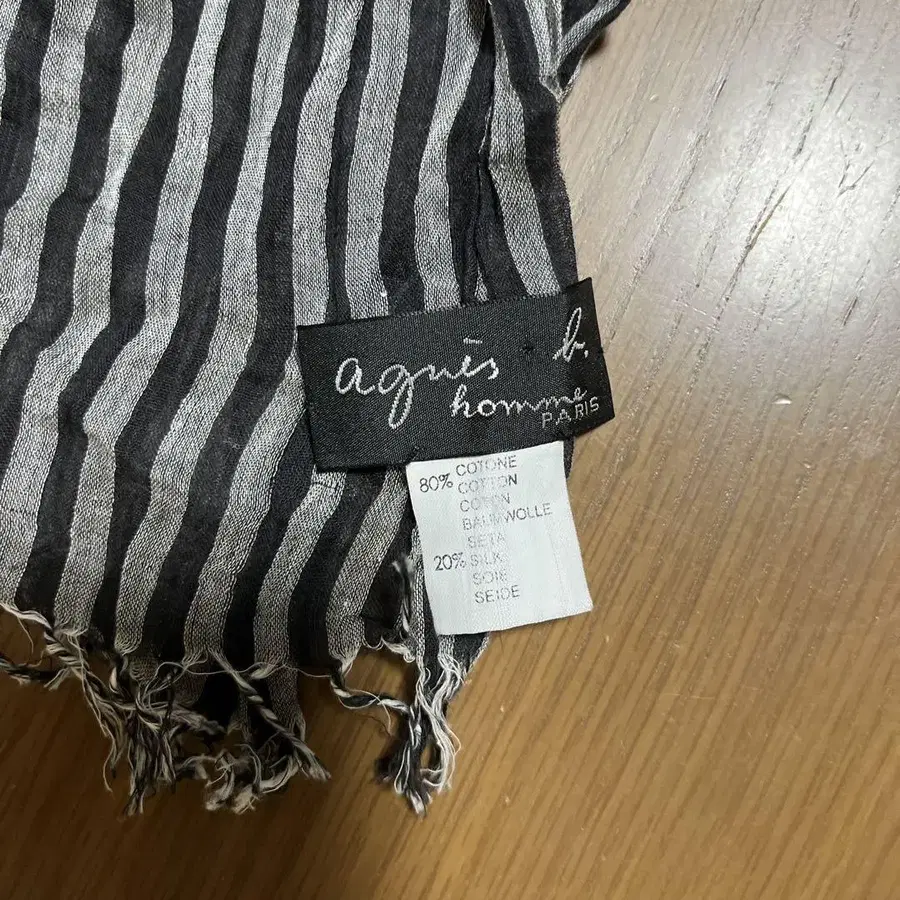 agnès b.
homme
PARIS
80% COTONE
COTTON
COTON
BAUMWOLLE
SETA
20% SILK
SOIE
SEIDE